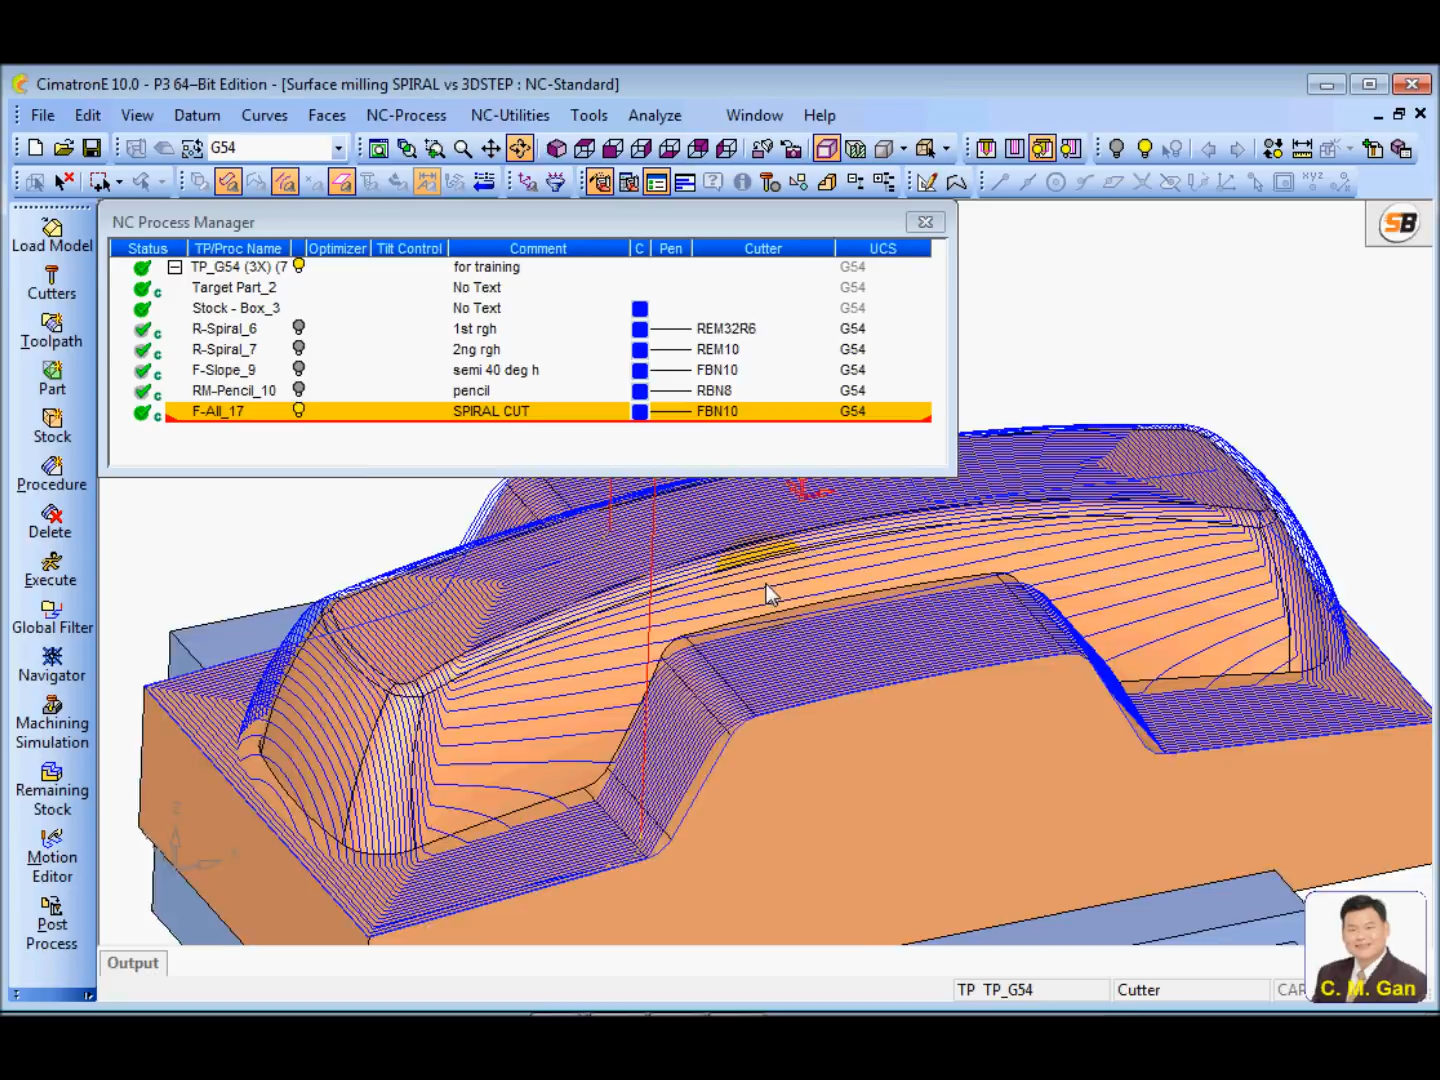 CimatronE 10.0 - P3 64–Bit Edition - [Surface milling SPIRAL vs 3DSTEP : NC-Standard]
File Edit View Datum Curves Faces NC-Process NC-Utilities Tools Analyze Window Help
G54
SB
Load Model
Cutters
Toolpath
Part
Stock
Procedure
Delete
Execute
Global Filter
Navigator
Machining
Simulation
Remaining
Stock
Motion
Editor
Post
Process
NC Process Manager
Status TP/Proc Name Optimizer Tilt Control Comment C Pen Cutter UCS
TP_G54 (3X) (7 for training G54
c Target Part_2 No Text G54
Stock - Box_3 No Text G54
c R-Spiral_6 1st rgh REM32R6 G54
c R-Spiral_7 2ng rgh REM10 G54
c F-Slope_9 semi 40 deg h FBN10 G54
c RM-Pencil_10 pencil RBN8 G54
c F-All_17 SPIRAL CUT FBN10 G54
Z
Output
TP TP_G54 Cutter CAR
C. M. Gan